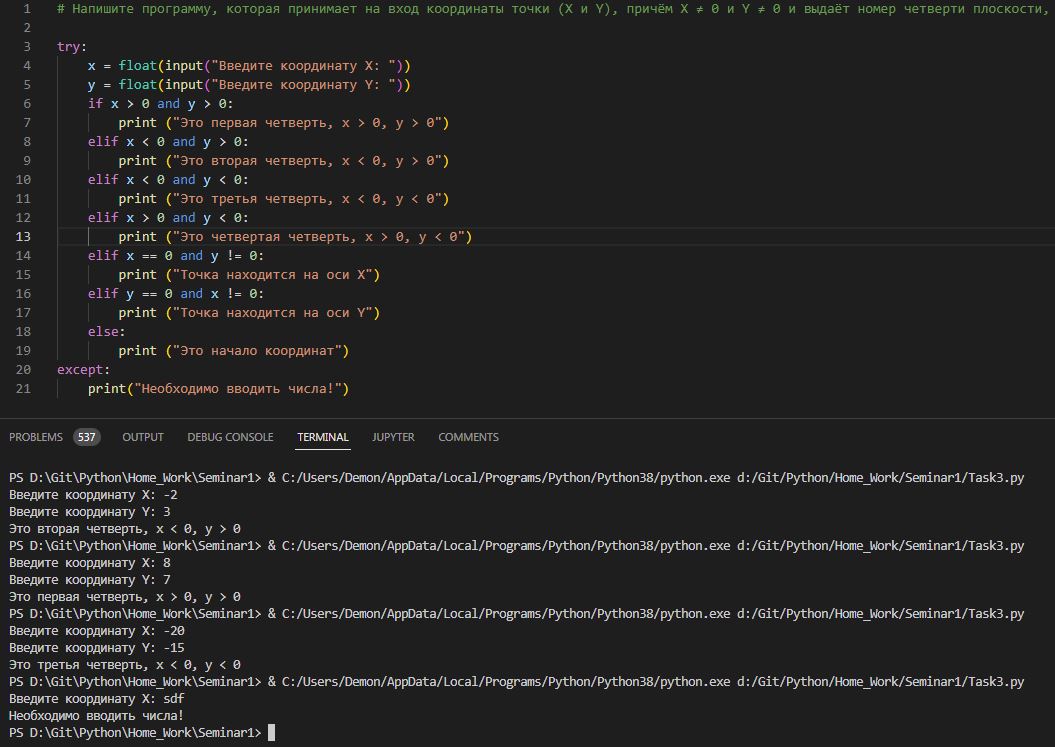 1 # Напишите программу, которая принимает на вход координаты точки (X и Y), причём X ≠ 0 и Y ≠ 0 и выдаёт номер четверти плоскости,
2
3 try:
4 x = float(input("Введите координату X: "))
5 y = float(input("Введите координату Y: "))
6 if x > 0 and y > 0:
7 print ("Это первая четверть, x > 0, y > 0")
8 elif x < 0 and y > 0:
9 print ("Это вторая четверть, x < 0, y > 0")
10 elif x < 0 and y < 0:
11 print ("Это третья четверть, x < 0, y < 0")
12 elif x > 0 and y < 0:
13 print ("Это четвертая четверть, x > 0, y < 0")
14 elif x == 0 and y != 0:
15 print ("Точка находится на оси X")
16 elif y == 0 and x != 0:
17 print ("Точка находится на оси Y")
18 else:
19 print ("Это начало координат")
20 except:
21 print("Необходимо вводить числа!")
PROBLEMS 537 OUTPUT DEBUG CONSOLE TERMINAL JUPYTER COMMENTS
PS D:\Git\Python\Home_Work\Seminar1> & C:/Users/Demon/AppData/Local/Programs/Python/Python38/python.exe d:/Git/Python/Home_Work/Seminar1/Task3.py
Введите координату X: -2
Введите координату Y: 3
Это вторая четверть, x < 0, y > 0
PS D:\Git\Python\Home_Work\Seminar1> & C:/Users/Demon/AppData/Local/Programs/Python/Python38/python.exe d:/Git/Python/Home_Work/Seminar1/Task3.py
Введите координату X: 8
Введите координату Y: 7
Это первая четверть, x > 0, y > 0
PS D:\Git\Python\Home_Work\Seminar1> & C:/Users/Demon/AppData/Local/Programs/Python/Python38/python.exe d:/Git/Python/Home_Work/Seminar1/Task3.py
Введите координату X: -20
Введите координату Y: -15
Это третья четверть, x < 0, y < 0
PS D:\Git\Python\Home_Work\Seminar1> & C:/Users/Demon/AppData/Local/Programs/Python/Python38/python.exe d:/Git/Python/Home_Work/Seminar1/Task3.py
Введите координату X: sdf
Необходимо вводить числа!
PS D:\Git\Python\Home_Work\Seminar1>